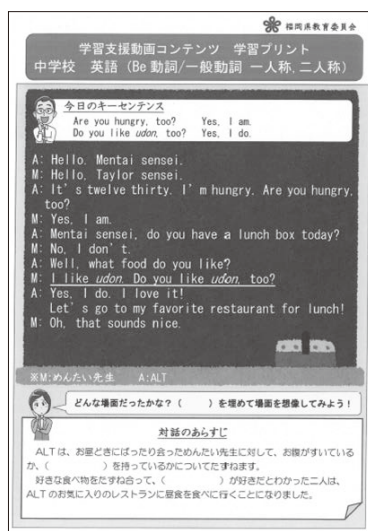 福岡県教育委員会
学習支援動画コンテンツ 学習プリント
中学校 英語（Be動詞/一般動詞 一人称，二人称）
今日のキーセンテンス
Are you hungry, too? Yes, I am.
Do you like udon, too? Yes, I do.
A: Hello. Mentai sensei.
M: Hello. Taylor sensei.
A: It's twelve thirty. I'm hungry. Are you hungry,
too?
M: Yes, I am.
A: Mentai sensei, do you have a lunch box today?
M: No, I don't.
A: Well, what food do you like?
M: I like udon. Do you like udon, too?
A: Yes, I do. I love it!
Let's go to my favorite restaurant for lunch!
M: Oh, that sounds nice.
※M:めんたい先生 A:ALT
どんな場面だったかな？（　　　）を埋めて場面を想像してみよう！
対話のあらすじ
ALTは、お昼どきにばったり会っためんたい先生に対して、お腹がすいている
か、（　　　）を持っているかについてたずねます。
好きな食べ物をたずね合って、（　　　）が好きだとわかった二人は、
ALTのお気に入りのレストランに昼食を食べに行くことになりました。